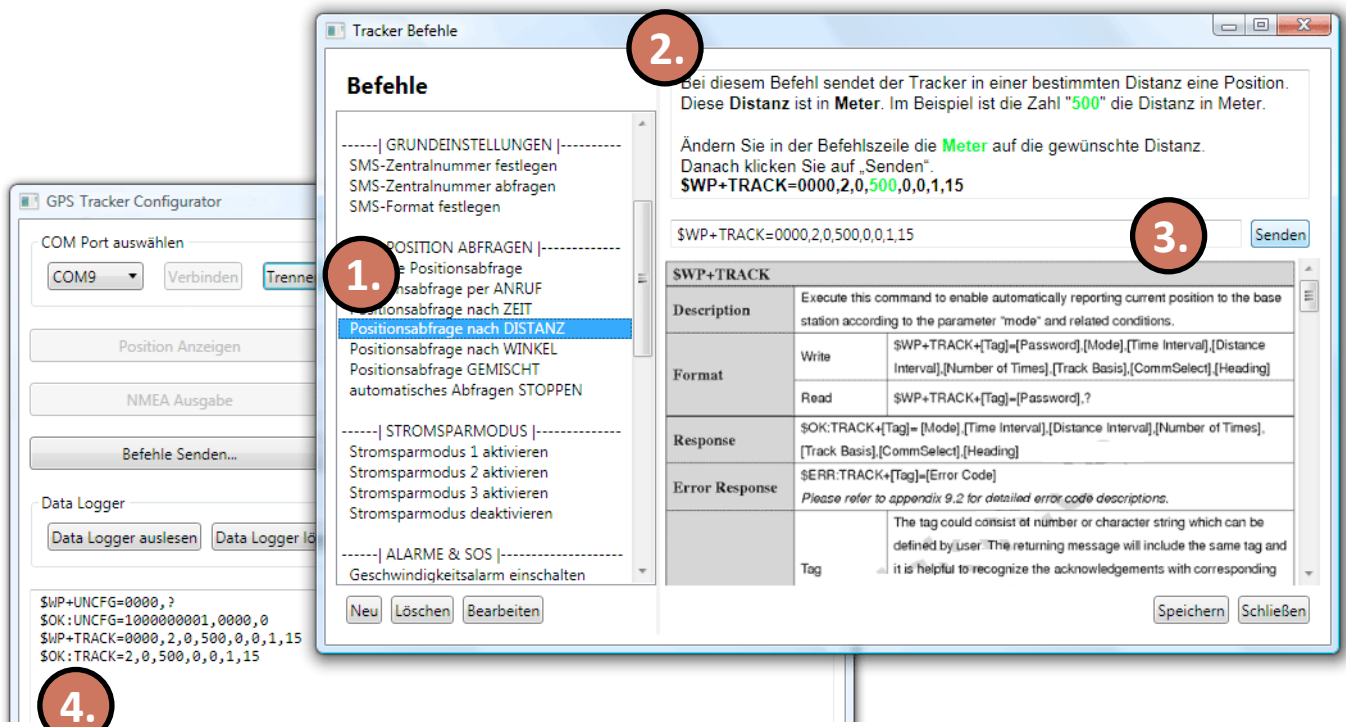 Tracker Befehle
2.
Befehle
------| GRUNDEINSTELLUNGEN |----------
SMS-Zentralnummer festlegen
SMS-Zentralnummer abfragen
SMS-Format festlegen
POSITION ABFRAGEN |-------------
1.
Positionsabfrage
per ANRUF
Positionsabfrage nach ZEIT
Positionsabfrage nach DISTANZ
Positionsabfrage nach WINKEL
Positionsabfrage GEMISCHT
automatisches Abfragen STOPPEN
------| STROMSPARMODUS |--------------
Stromsparmodus 1 aktivieren
Stromsparmodus 2 aktivieren
Stromsparmodus 3 aktivieren
Stromsparmodus deaktivieren
------| ALARME & SOS |--------------------
Geschwindigkeitsalarm einschalten
Neu Löschen Bearbeiten
Bei diesem Befehl sendet der Tracker in einer bestimmten Distanz eine Position.
Diese Distanz ist in Meter. Im Beispiel ist die Zahl "500" die Distanz in Meter.
Ändern Sie in der Befehlszeile die Meter auf die gewünschte Distanz.
Danach klicken Sie auf „Senden“.
$WP+TRACK=0000,2,0,500,0,0,1,15
$WP+TRACK=0000,2,0,500,0,0,1,15
3.
Senden
$WP+TRACK
Description
Execute this command to enable automatically reporting current position to the base
station according to the parameter "mode" and related conditions.
Format
Write
$WP+TRACK+[Tag]=[Password],[Mode],[Time Interval],[Distance
Interval],[Number of Times],[Track Basis],[CommSelect],[Heading]
Read
$WP+TRACK+[Tag]=[Password],?
Response
$OK:TRACK+[Tag]= [Mode],[Time Interval],[Distance Interval],[Number of Times],
[Track Basis],[CommSelect],[Heading]
Error Response
$ERR:TRACK+[Tag]=[Error Code]
Please refer to appendix 9.2 for detailed error code descriptions.
Tag
The tag could consist of number or character string which can be
defined by user The returning message will include the same tag and
it is helpful to recognize the acknowledgements with corresponding
Speichern Schließen
GPS Tracker Configurator
COM Port auswählen
COM9 Verbinden Trenne
Position Anzeigen
NMEA Ausgabe
Befehle Senden...
Data Logger
Data Logger auslesen Data Logger lö
$WP+UNCFG=0000,?
$OK:UNCFG=1000000001,0000,0
$WP+TRACK=0000,2,0,500,0,0,1,15
$OK:TRACK=2,0,500,0,0,1,15
4.